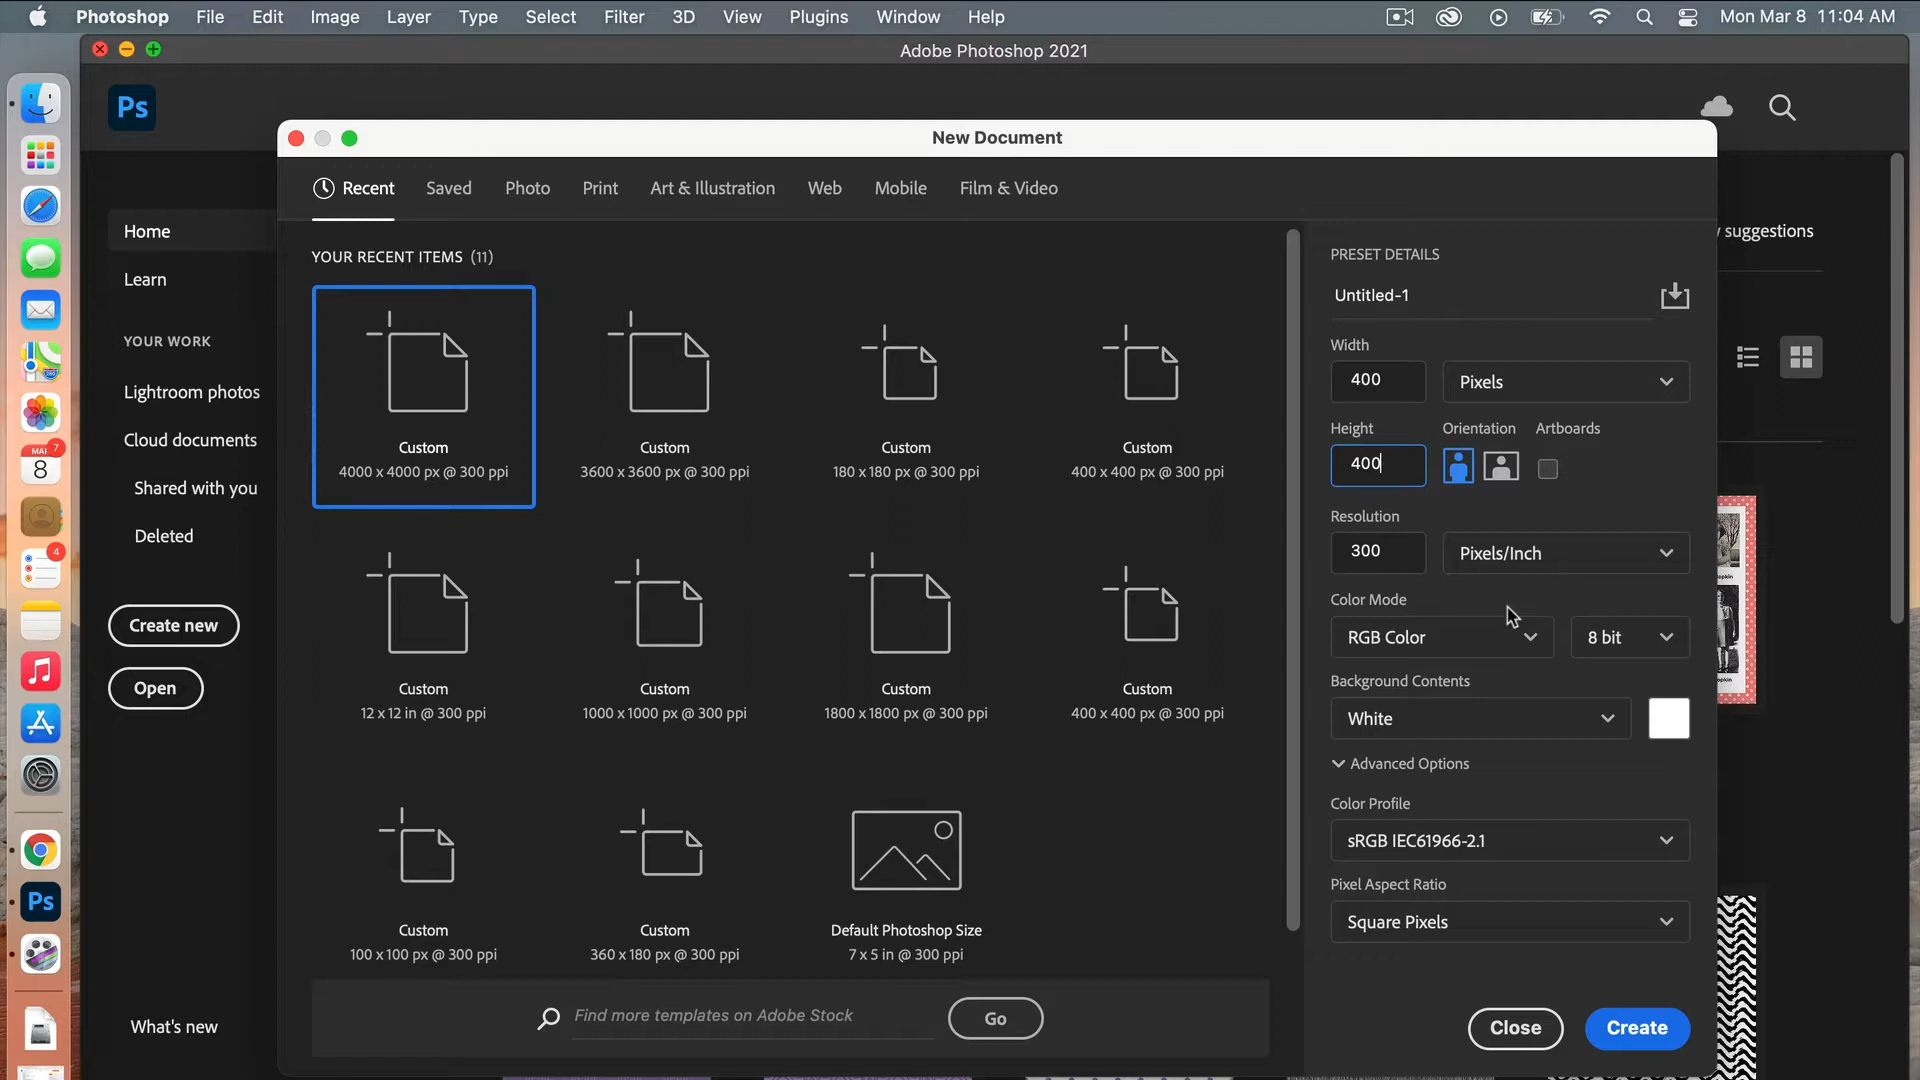 Photoshop File Edit Image Layer Type Select Filter 3D View Plugins Window Help Mon Mar 8 11:04 AM
Adobe Photoshop 2021
Ps
New Document
Recent Saved Photo Print Art & Illustration Web Mobile Film & Video
Home
Learn
YOUR WORK
Lightroom photos
Cloud documents
Shared with you
Deleted
Create new
Open
What's new
YOUR RECENT ITEMS (11)
Custom
4000 x 4000 px @ 300 ppi
Custom
3600 x 3600 px @ 300 ppi
Custom
180 x 180 px @ 300 ppi
Custom
400 x 400 px @ 300 ppi
Custom
12 x 12 in @ 300 ppi
Custom
1000 x 1000 px @ 300 ppi
Custom
1800 x 1800 px @ 300 ppi
Custom
400 x 400 px @ 300 ppi
Custom
100 x 100 px @ 300 ppi
Custom
360 x 180 px @ 300 ppi
Default Photoshop Size
7 x 5 in @ 300 ppi
Find more templates on Adobe Stock Go
PRESET DETAILS
Untitled-1
Width
400 Pixels
Height Orientation Artboards
400
Resolution
300 Pixels/Inch
Color Mode
RGB Color 8 bit
Background Contents
White
Advanced Options
Color Profile
sRGB IEC61966-2.1
Pixel Aspect Ratio
Square Pixels
Close Create
suggestions
7
8
4
Ps